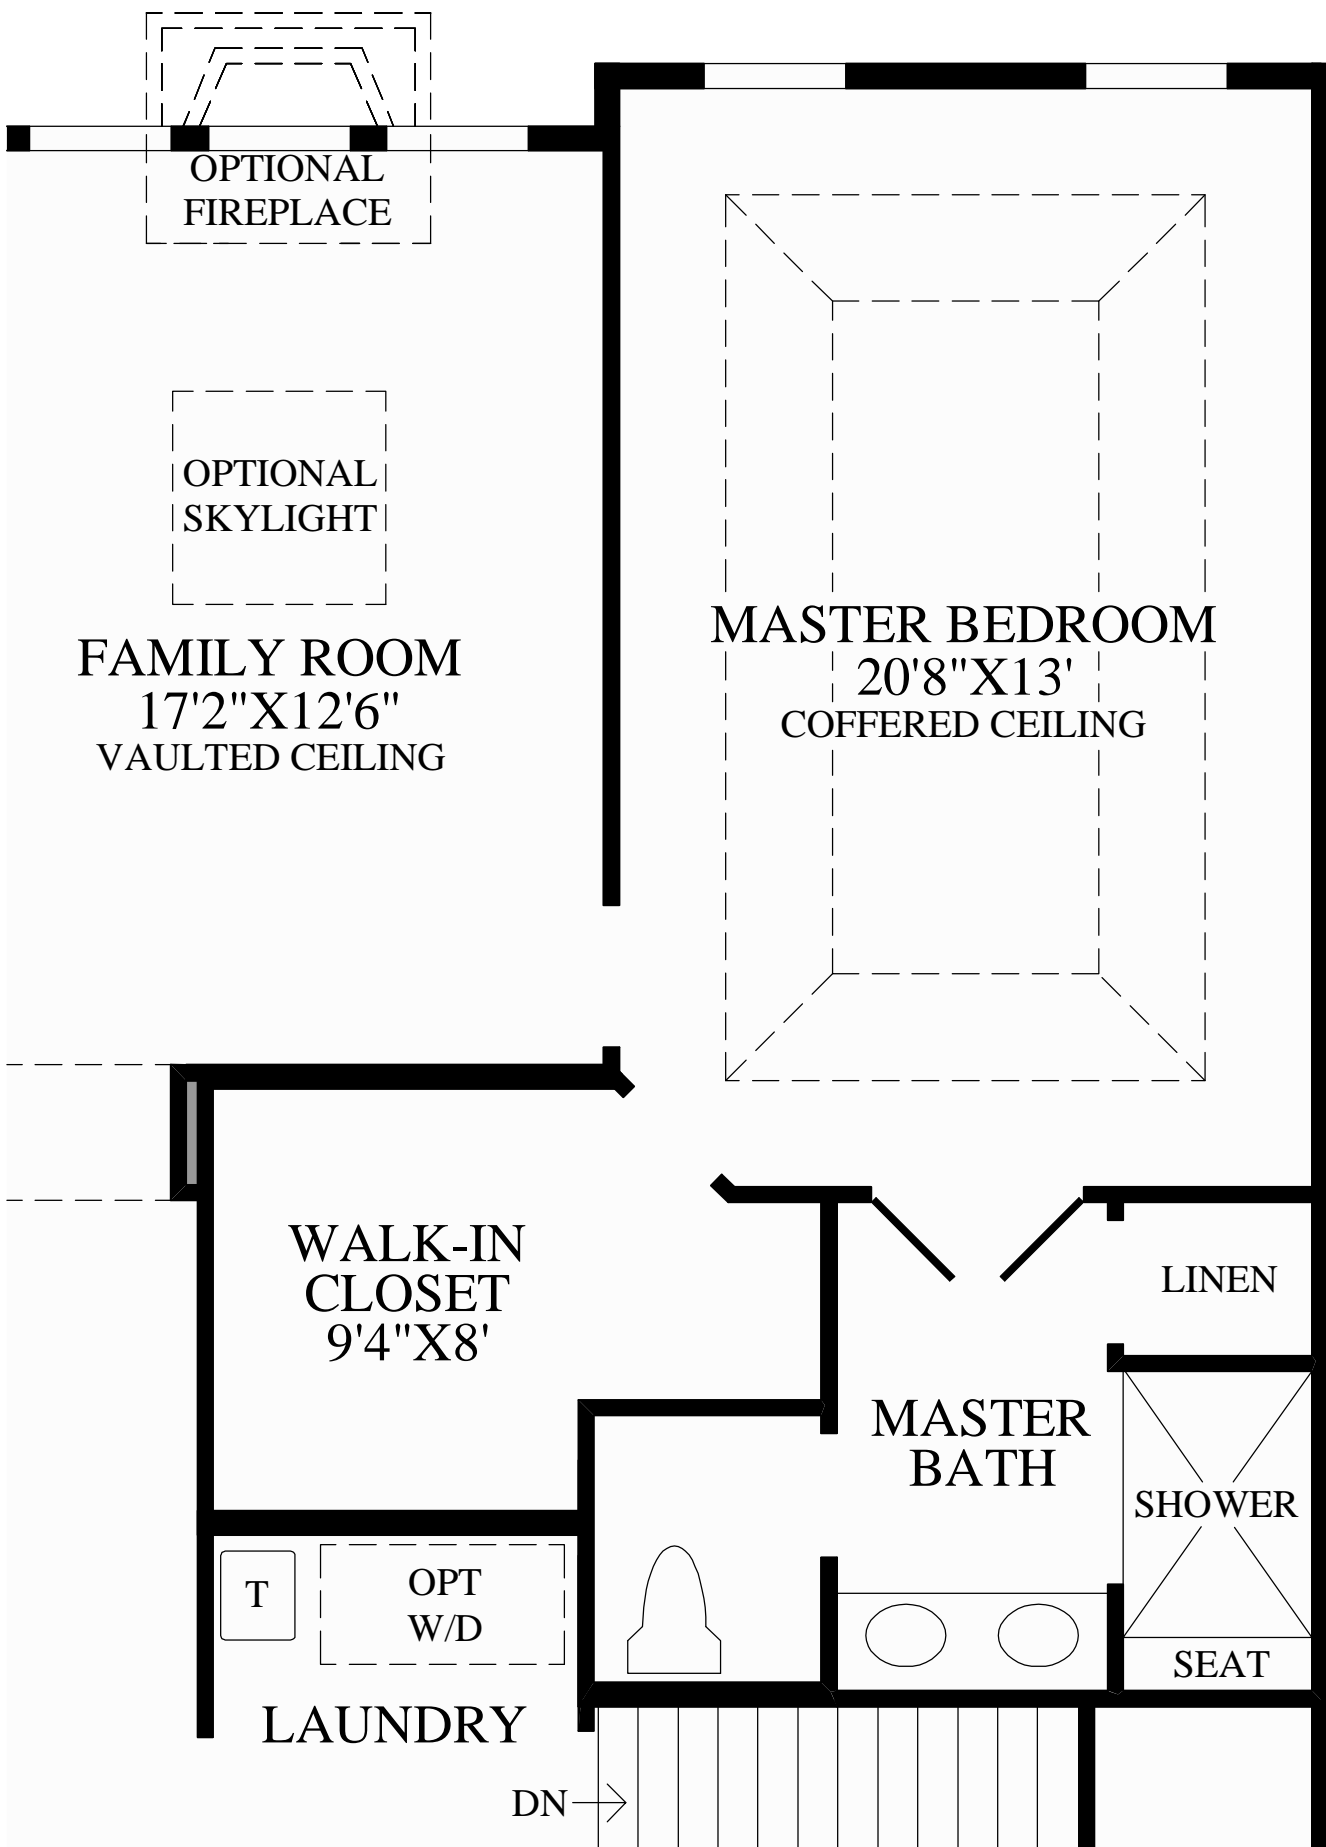 OPTIONAL
FIREPLACE
OPTIONAL
SKYLIGHT
FAMILY ROOM
17'2"X12'6"
VAULTED CEILING
MASTER BEDROOM
20'8"X13'
COFFERED CEILING
WALK-IN
CLOSET
9'4"X8'
LINEN
MASTER
BATH
SHOWER
SEAT
T
OPT
W/D
LAUNDRY
DN